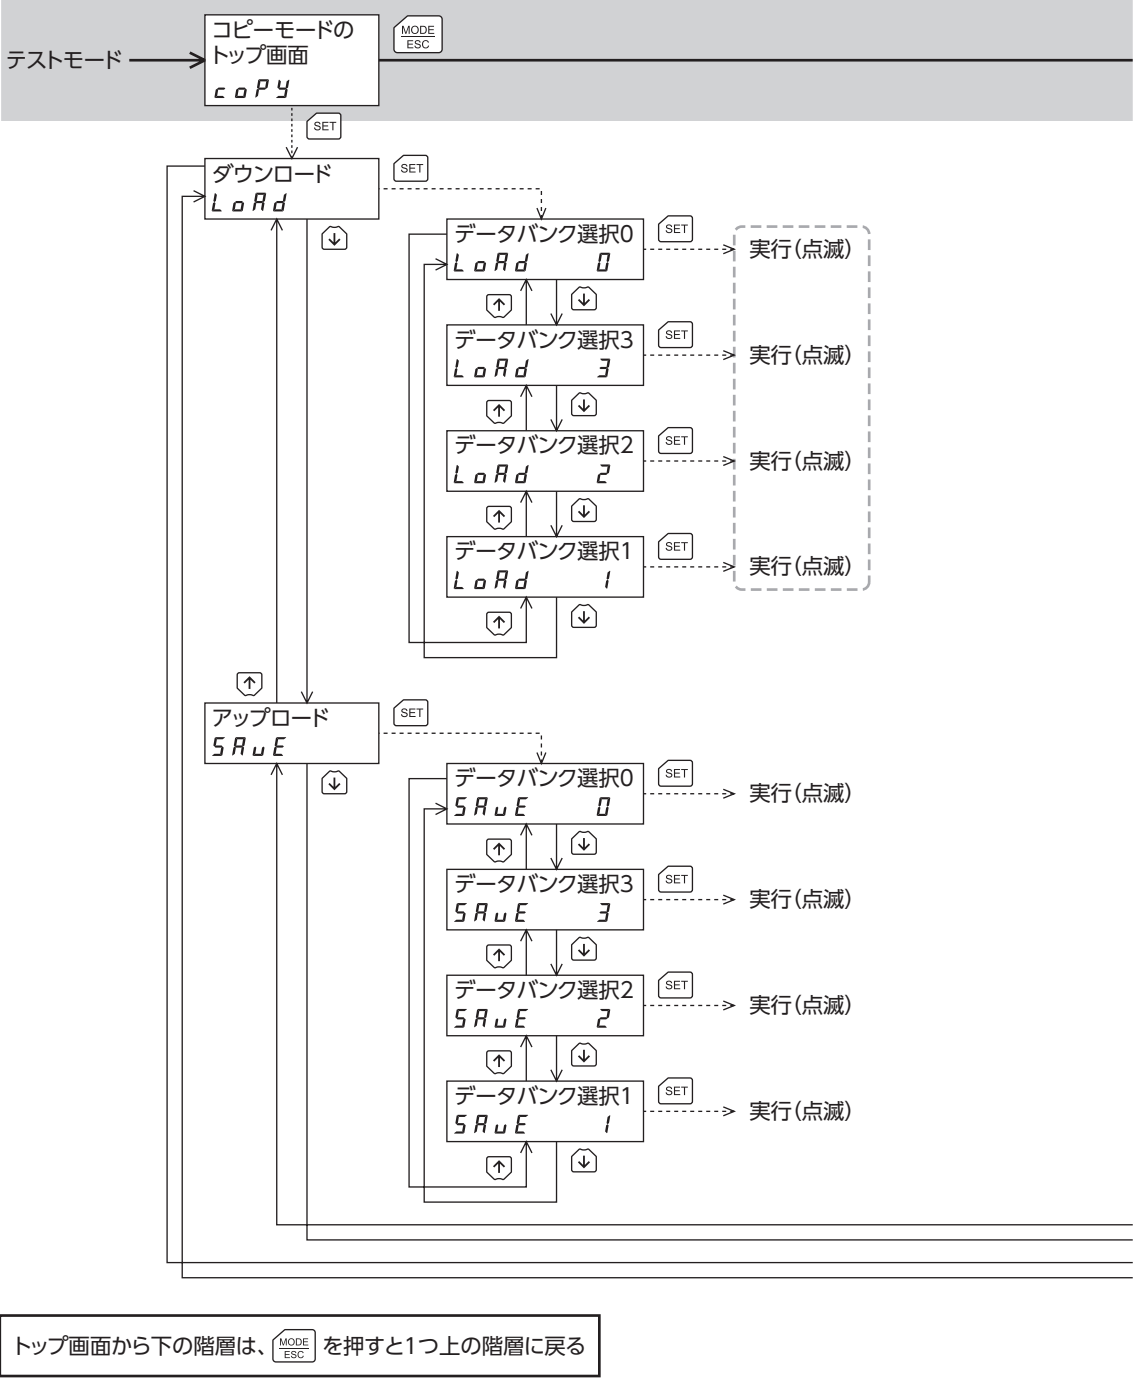 コピーモードの
トップ画面
coPY
MODE
ESC
テストモード
SET
ダウンロード
LoAd
SET
↓
データバンク選択0
LoAd 0
SET
実行(点滅)
↑
↓
データバンク選択3
LoAd 3
SET
実行(点滅)
↑
↓
データバンク選択2
LoAd 2
SET
実行(点滅)
↑
↓
データバンク選択1
LoAd 1
SET
実行(点滅)
↑
↓
↑
アップロード
SAvE
SET
↓
データバンク選択0
SAvE 0
SET
実行(点滅)
↑
↓
データバンク選択3
SAvE 3
SET
実行(点滅)
↑
↓
データバンク選択2
SAvE 2
SET
実行(点滅)
↑
↓
データバンク選択1
SAvE 1
SET
実行(点滅)
↑
↓
トップ画面から下の階層は、MODE ESC を押すと1つ上の階層に戻る